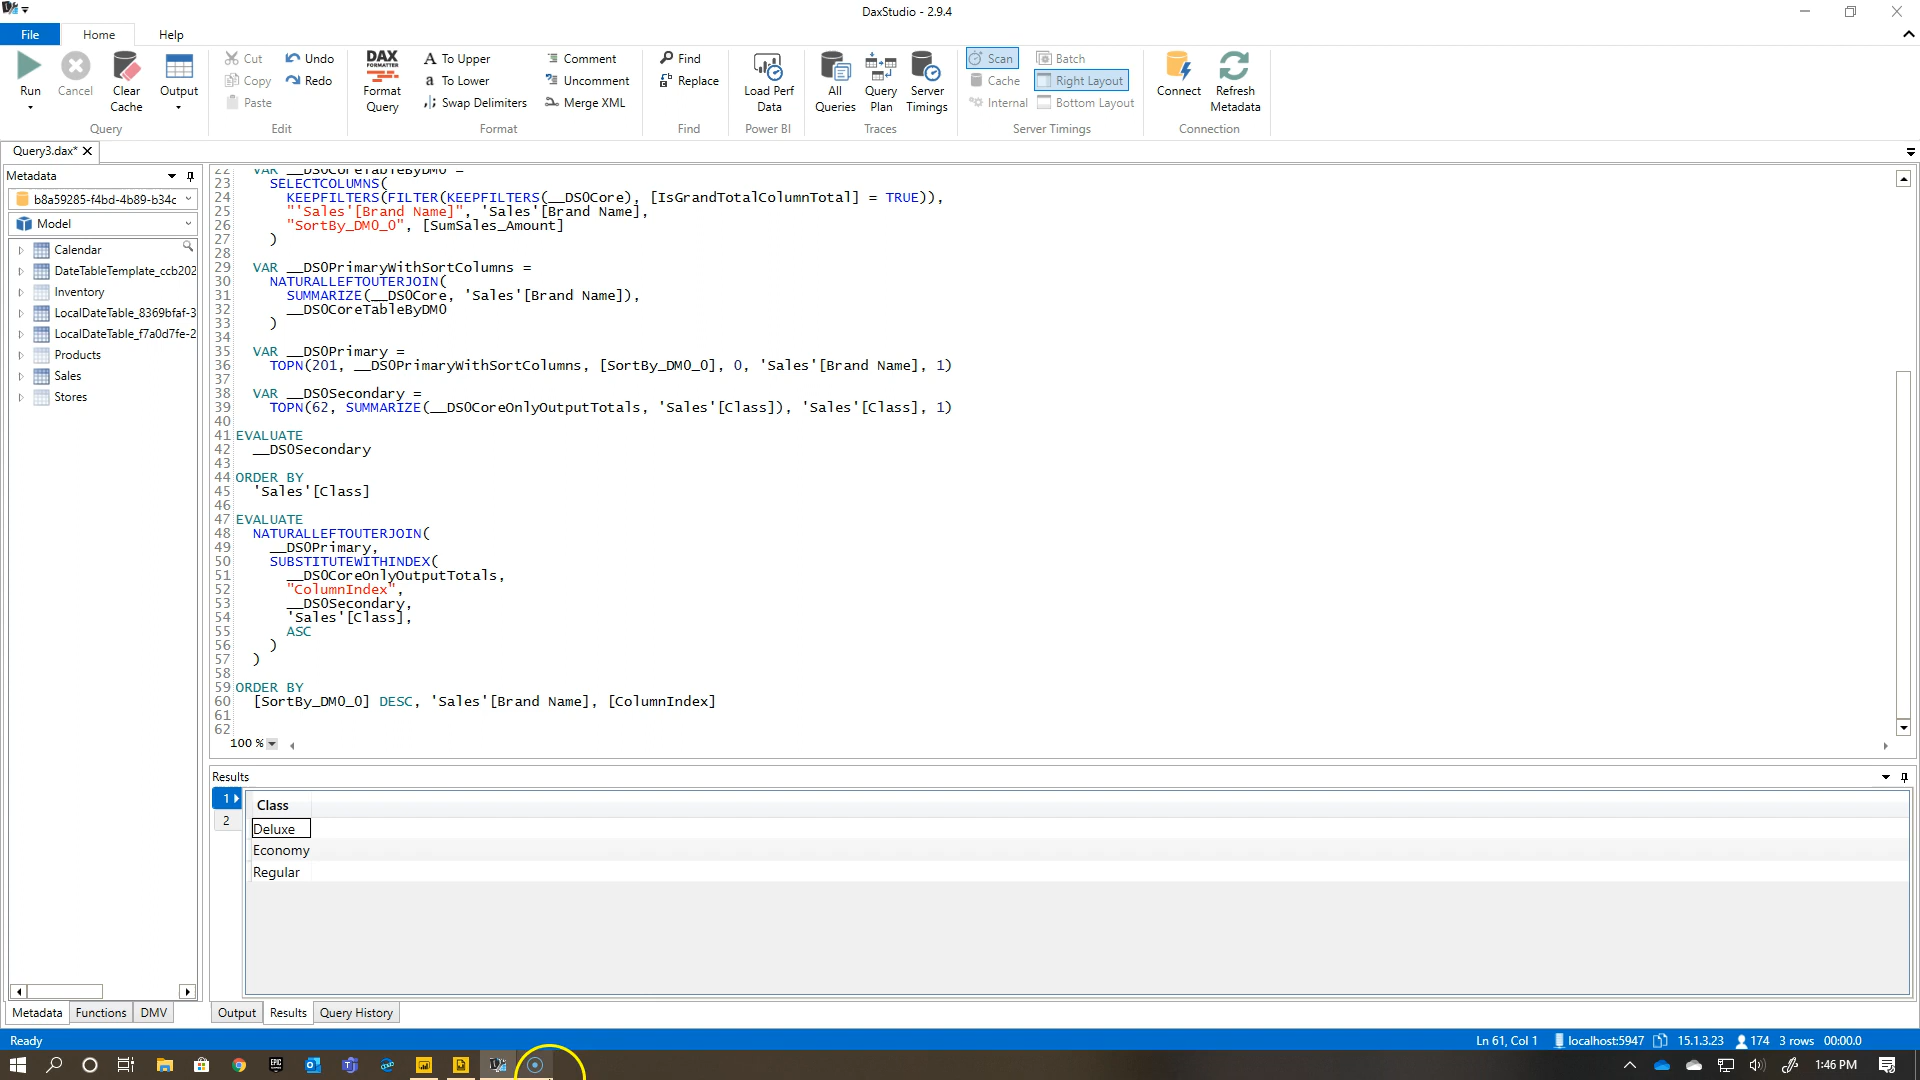 DaxStudio - 2.9.4
File Home Help
Run
Cancel
Clear Cache
Output
Cut
Copy
Paste
Undo
Redo
DAX FORMATTER
Format Query
A To Upper
a To Lower
Swap Delimiters
Comment
Uncomment
Merge XML
Find
Replace
Load Perf Data
All Queries
Query Plan
Server Timings
Scan
Cache
Internal
Batch
Right Layout
Bottom Layout
Connect
Refresh Metadata
Query Edit Format Find Power BI Traces Server Timings Connection
Query3.dax*
Metadata
b8a59285-f4bd-4b89-b34c
Model
Calendar
DateTableTemplate_ccb202
Inventory
LocalDateTable_8369bfaf-3
LocalDateTable_f7a0d7fe-2
Products
Sales
Stores
22 VAR __DS0CoreTableByDM0 =
23 SELECTCOLUMNS(
24 KEEPFILTERS(FILTER(KEEPFILTERS(__DS0Core), [IsGrandTotalColumnTotal] = TRUE)),
25 "'Sales'[Brand Name]", 'Sales'[Brand Name],
26 "SortBy_DM0_0", [SumSales_Amount]
27 )
28
29 VAR __DS0PrimaryWithSortColumns =
30 NATURALLEFTOUTERJOIN(
31 SUMMARIZE(__DS0Core, 'Sales'[Brand Name]),
32 __DS0CoreTableByDM0
33 )
34
35 VAR __DS0Primary =
36 TOPN(201, __DS0PrimaryWithSortColumns, [SortBy_DM0_0], 0, 'Sales'[Brand Name], 1)
37
38 VAR __DS0Secondary =
39 TOPN(62, SUMMARIZE(__DS0CoreOnlyOutputTotals, 'Sales'[Class]), 'Sales'[Class], 1)
40
41 EVALUATE
42 __DS0Secondary
43
44 ORDER BY
45 'Sales'[Class]
46
47 EVALUATE
48 NATURALLEFTOUTERJOIN(
49 __DS0Primary,
50 SUBSTITUTEWITHINDEX(
51 __DS0CoreOnlyOutputTotals,
52 "ColumnIndex",
53 __DS0Secondary,
54 'Sales'[Class],
55 ASC
56 )
57 )
58
59 ORDER BY
60 [SortBy_DM0_0] DESC, 'Sales'[Brand Name], [ColumnIndex]
61
62
100 %
Results
1
2
Class
Deluxe
Economy
Regular
Metadata Functions DMV
Output Results Query History
Ready
Ln 61, Col 1 localhost:5947 15.1.3.23 174 3 rows 00:00.0
EPIC GAMES
1:46 PM